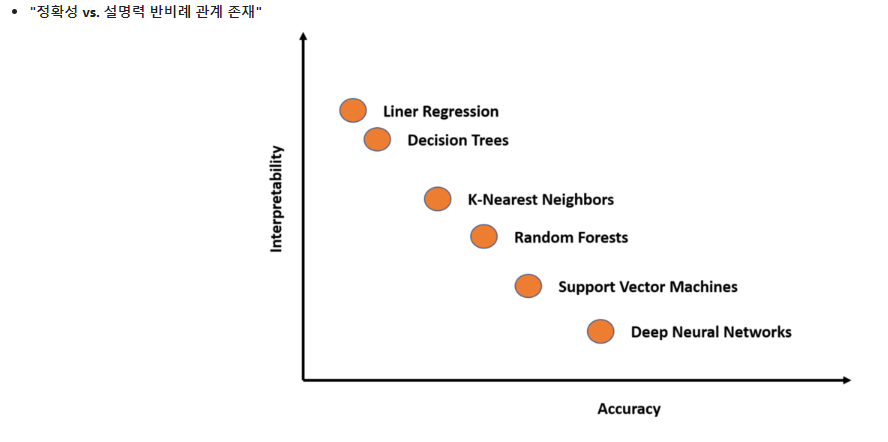 "정확성 vs. 설명력 반비례 관계 존재"
Liner Regression
Decision Trees
K-Nearest Neighbors
Random Forests
Support Vector Machines
Deep Neural Networks
Interpretability
Accuracy